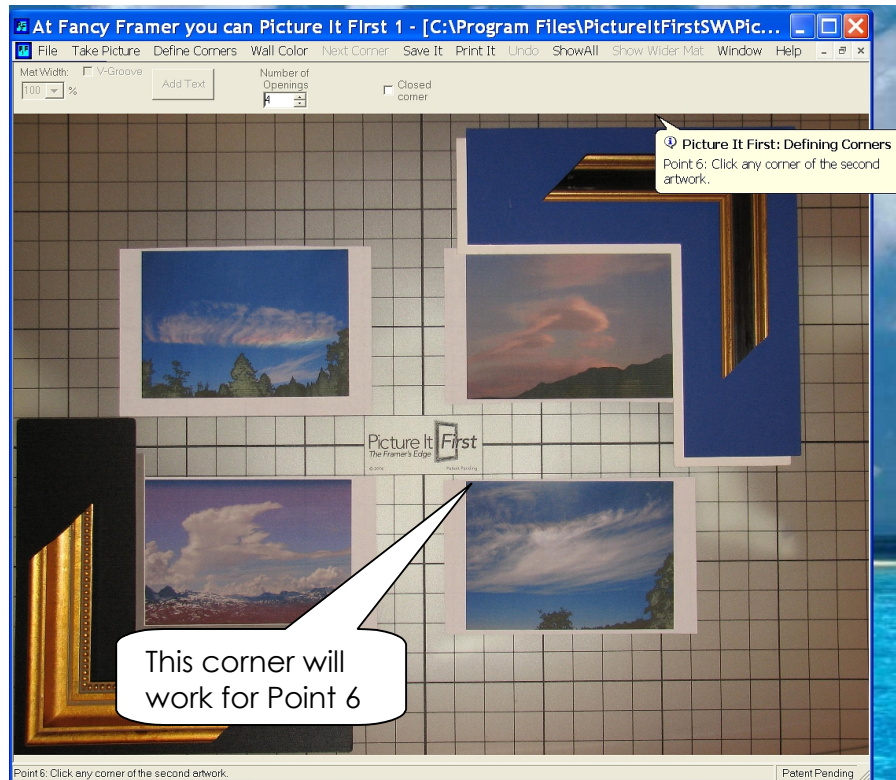 At Fancy Framer you can Picture It First 1 - [C:\Program Files\PictureItFirstSW\Pic...
File Take Picture Define Corners Wall Color Next Corner Save It Print It Undo ShowAll Show Wider Mat Window Help
Mat Width: V-Groove
100 %
Add Text
Number of
Openings
4
Closed
corner
Picture It First: Defining Corners
Point 6: Click any corner of the second
artwork.
Picture It First
The Framer's Edge
© 2006 Patent Pending
This corner will
work for Point 6
Point 6: Click any corner of the second artwork.
Patent Pending